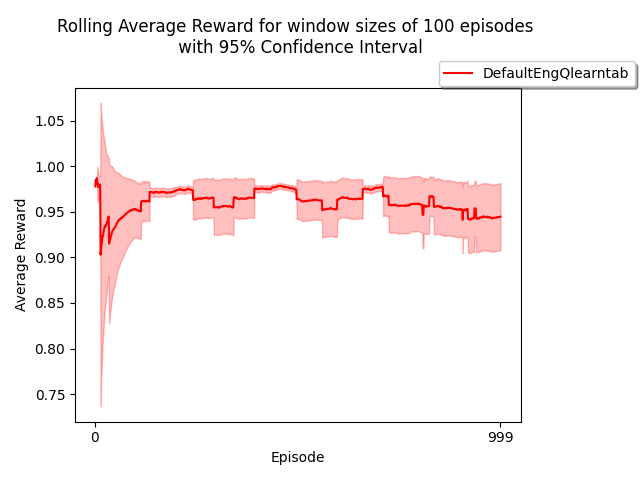 Rolling Average Reward for window sizes of 100 episodes
with 95% Confidence Interval
DefaultEngQlearntab
1.05
1.00
0.95
0.90
0.85
0.80
0.75
Average Reward
0
999
Episode